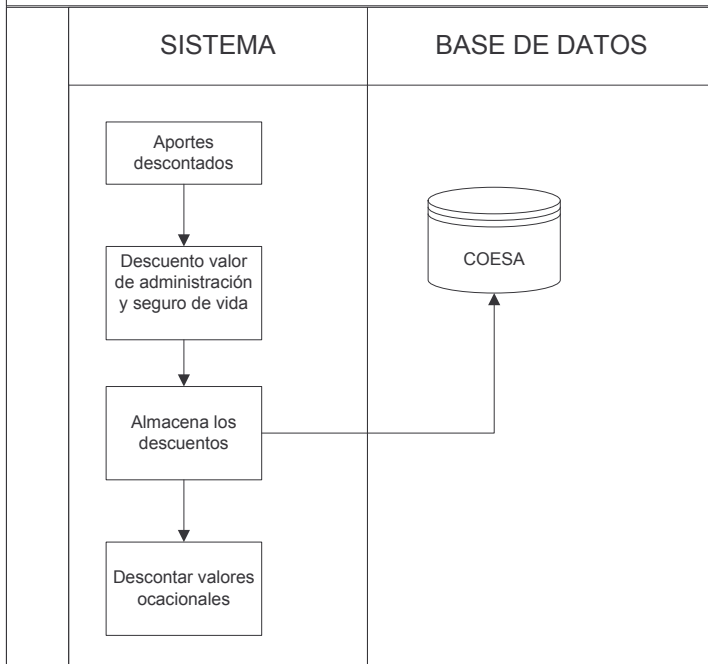 SISTEMA
BASE DE DATOS
Aportes
descontados
Descuento valor
de administración
y seguro de vida
COESA
Almacena los
descuentos
Descontar valores
ocacionales